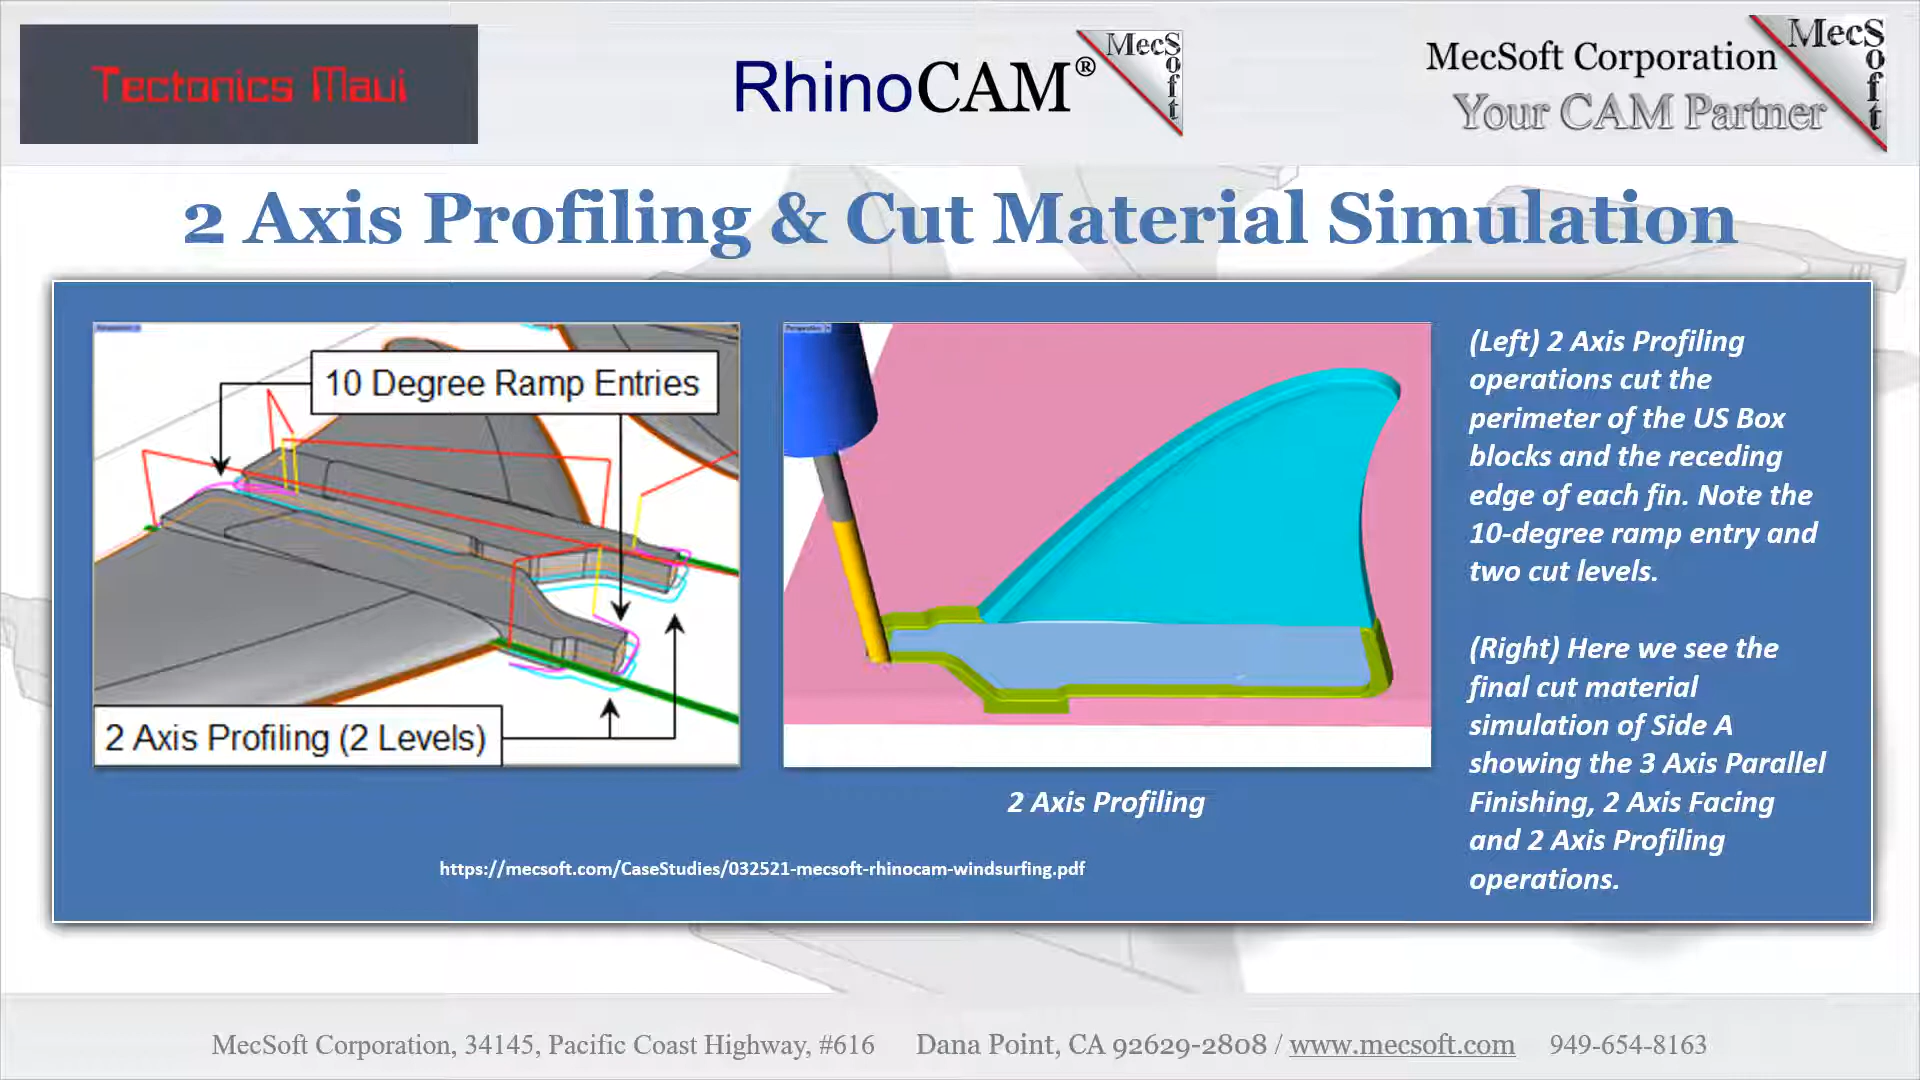 Tectonics Maui
RhinoCAM®
MecSoft
MecSoft Corporation
Your CAM Partner
MecSoft
2 Axis Profiling & Cut Material Simulation
10 Degree Ramp Entries
2 Axis Profiling (2 Levels)
Perspective
2 Axis Profiling
https://mecsoft.com/CaseStudies/032521-mecsoft-rhinocam-windsurfing.pdf
(Left) 2 Axis Profiling
operations cut the
perimeter of the US Box
blocks and the receding
edge of each fin. Note the
10-degree ramp entry and
two cut levels.
(Right) Here we see the
final cut material
simulation of Side A
showing the 3 Axis Parallel
Finishing, 2 Axis Facing
and 2 Axis Profiling
operations.
MecSoft Corporation, 34145, Pacific Coast Highway, #616 Dana Point, CA 92629-2808 / www.mecsoft.com 949-654-8163